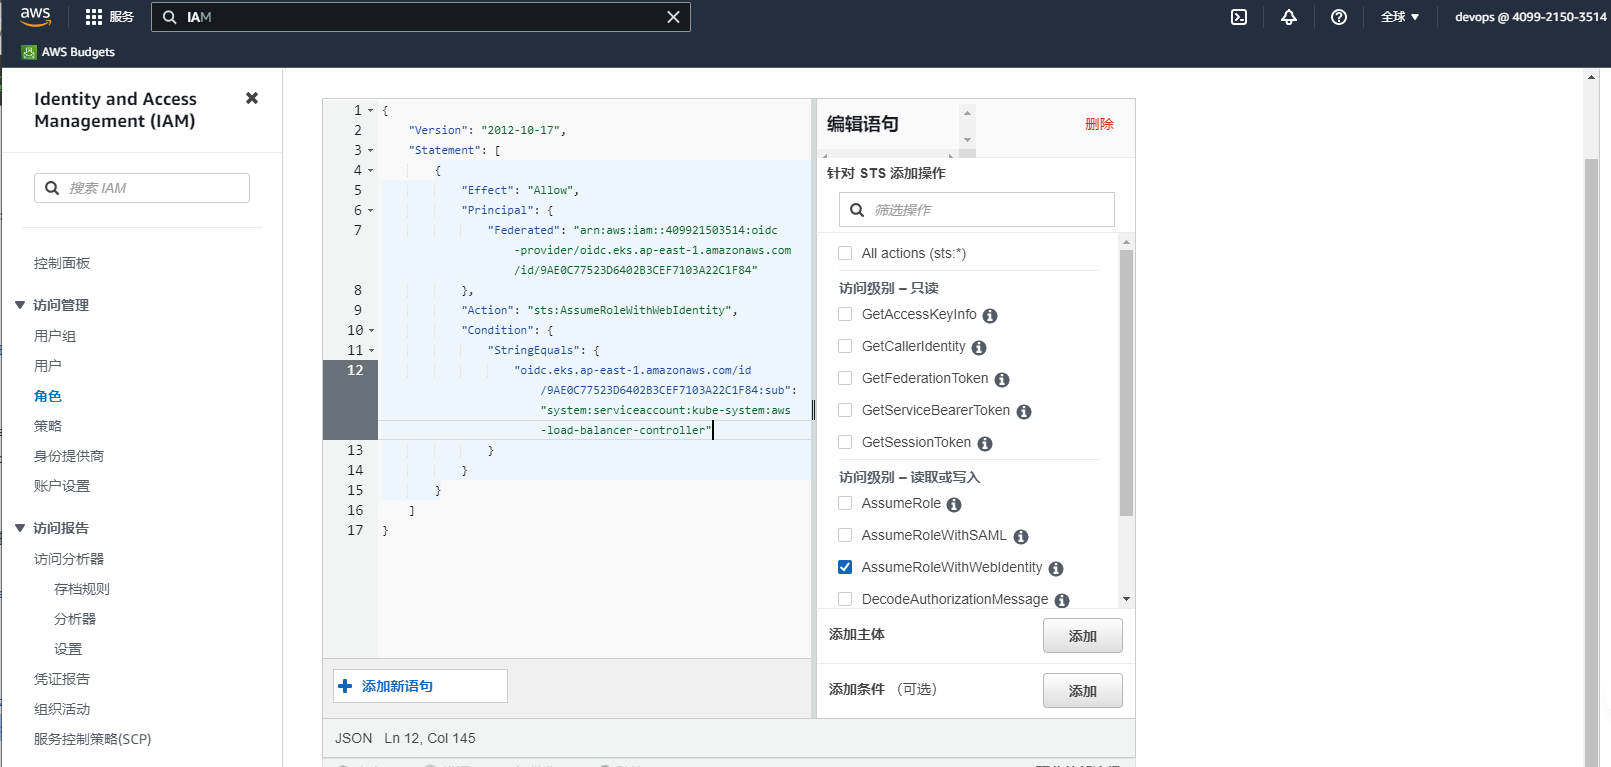 aws
服务
IAM
全球
devops @ 4099-2150-3514
AWS Budgets
Identity and Access
Management (IAM)
搜索 IAM
控制面板
访问管理
用户组
用户
角色
策略
身份提供商
账户设置
访问报告
访问分析器
存档规则
分析器
设置
凭证报告
组织活动
服务控制策略(SCP)
1 {
2 "Version": "2012-10-17",
3 "Statement": [
4 {
5 "Effect": "Allow",
6 "Principal": {
7 "Federated": "arn:aws:iam::409921503514:oidc
-provider/oidc.eks.ap-east-1.amazonaws.com
/id/9AE0C77523D6402B3CEF7103A22C1F84"
8 },
9 "Action": "sts:AssumeRoleWithWebIdentity",
10 "Condition": {
11 "StringEquals": {
12 "oidc.eks.ap-east-1.amazonaws.com/id
/9AE0C77523D6402B3CEF7103A22C1F84:sub":
"system:serviceaccount:kube-system:aws
-load-balancer-controller"
13 }
14 }
15 }
16 ]
17 }
添加新语句
JSON Ln 12, Col 145
编辑语句
删除
针对 STS 添加操作
筛选操作
All actions (sts:*)
访问级别 – 只读
GetAccessKeyInfo
GetCallerIdentity
GetFederationToken
GetServiceBearerToken
GetSessionToken
访问级别 – 读取或写入
AssumeRole
AssumeRoleWithSAML
AssumeRoleWithWebIdentity
DecodeAuthorizationMessage
添加主体
添加
添加条件 (可选)
添加